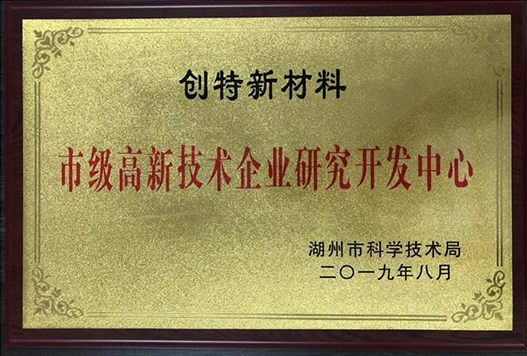 创特新材料
市级高新技术企业研究开发中心
湖州市科学技术局
二〇一九年八月